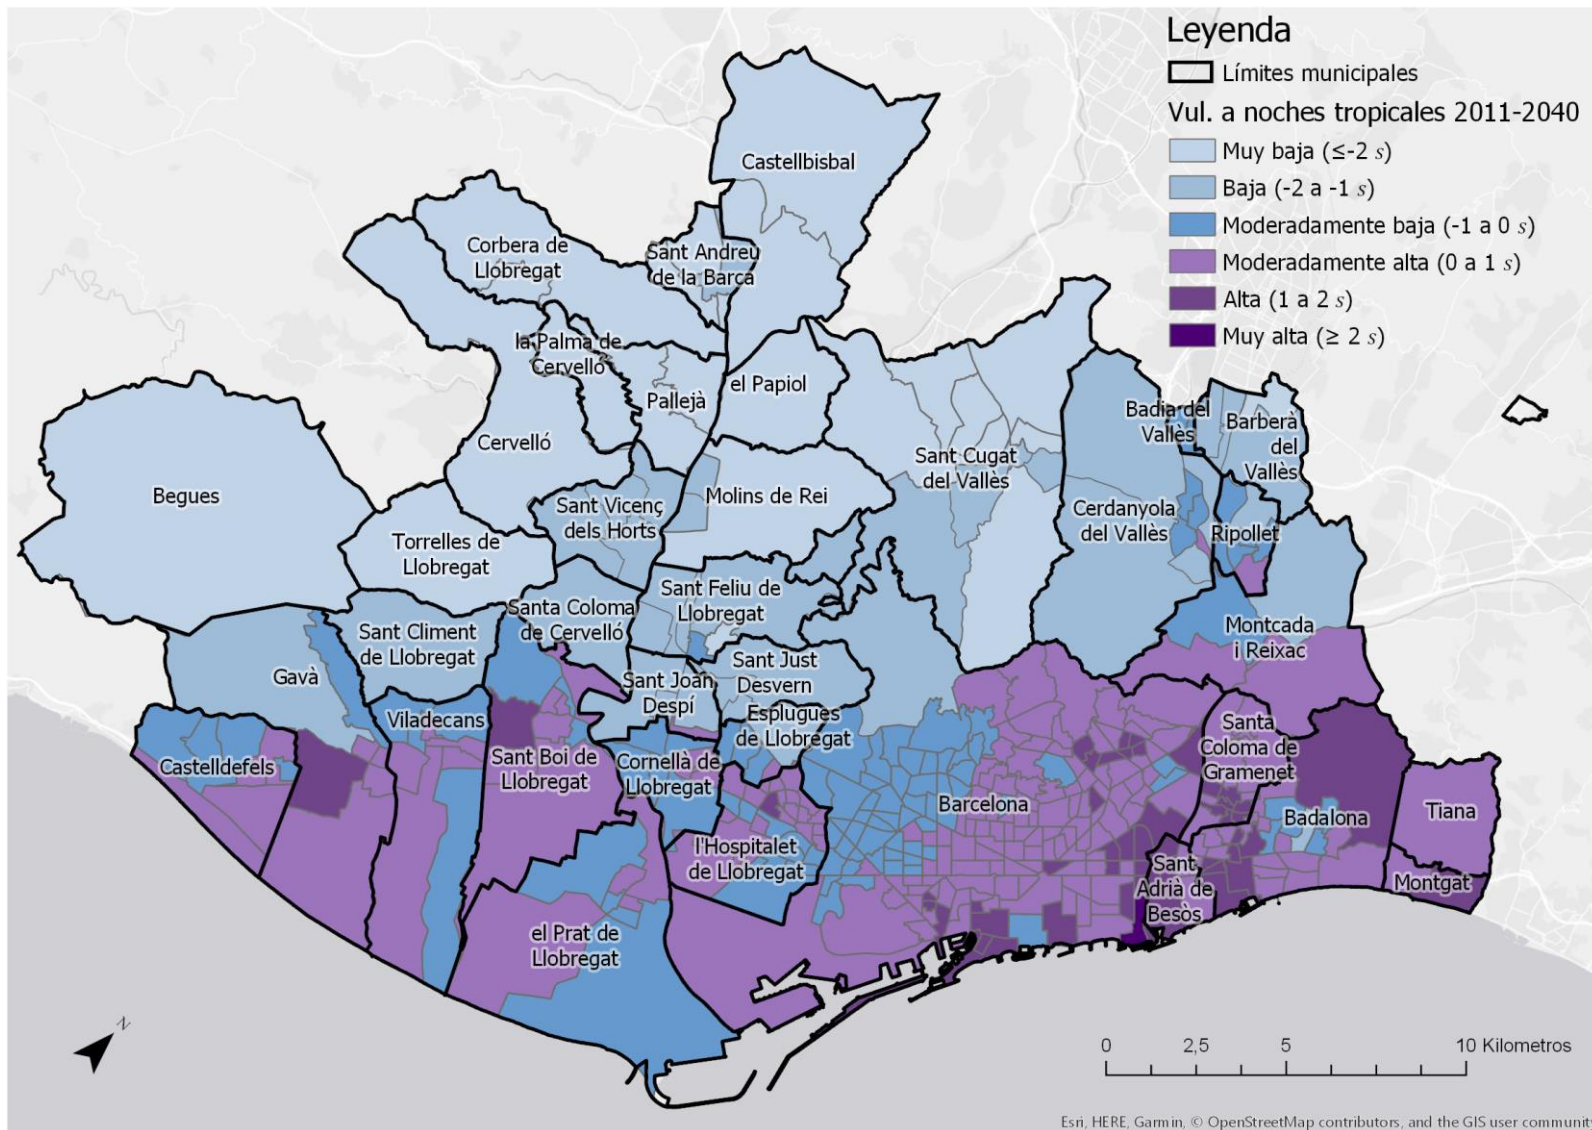 Leyenda
Límites municipales
Vul. a noches tropicales 2011-2040
Muy baja (≤-2 s)
Baja (-2 a -1 s)
Moderadamente baja (-1 a 0 s)
Moderadamente alta (0 a 1 s)
Alta (1 a 2 s)
Muy alta (≥ 2 s)
Castellbisbal
Corbera de
Llobregat
Sant Andreu
de la Barca
la Palma de
Cervelló
el Papiol
Pallejà
Cervelló
Badia del
Vallès
Barberà
del
Vallès
Sant Cugat
del Vallès
Begues
Molins de Rei
Sant Vicenç
dels Horts
Cerdanyola
del Vallès
Ripollet
Torrelles de
Llobregat
Sant Feliu de
Llobregat
Santa Coloma
de Cervelló
Sant Climent
de Llobregat
Montcada
i Reixac
Gavà
Sant Just
Desvern
Sant Joan
Despí
Viladecans
Esplugues
de Llobregat
Santa
Coloma de
Gramenet
Castelldefels
Sant Boi de
Llobregat
Cornellà de
Llobregat
Barcelona
Badalona
Tiana
l'Hospitalet
de Llobregat
Sant
Adrià de
Besòs
Montgat
el Prat de
Llobregat
N
0 2,5 5 10 Kilometros
Esri, HERE, Garmin, © OpenStreetMap contributors, and the GIS user communit